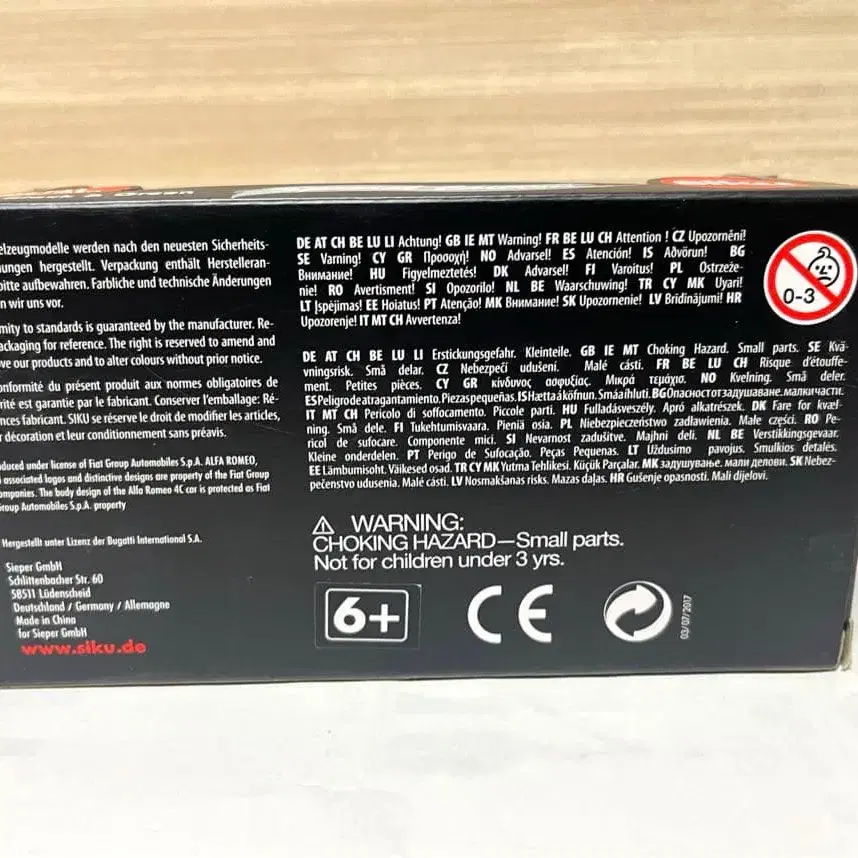 elzeugmodelle werden nach den neuesten Sicherheits-
ungen hergestellt. Verpackung enthält Herstelleran-
bitte aufbewahren. Farbliche und technische Änderungen
n wir uns vor.
mity to standards is guaranteed by the manufacturer. Re-
ackaging for reference. The right is reserved to amend and
ve our products and to alter colours without prior notice.
onformité du présent produit aux normes obligatoires de
rité est garantie par le fabricant. Conserver l'emballage: Ré-
nces fabricant. SIKU se réserve le droit de modifier les articles,
r décoration et leur conditionnement sans préavis.
duced under license of Fiat Group Automobiles S.p.A. ALFA ROMEO,
associated logos and distinctive designs are property of the Fiat Group
ompanies. The body design of the Alfa Romeo 4C car is protected as Fiat
Group Automobiles S.p.A. property
Hergestellt unter Lizenz der Bugatti International S.A.
Sieper GmbH
Schlittenbacher Str. 60
58511 Lüdenscheid
Deutschland / Germany / Allemagne
Made in China
for Sieper GmbH
www.siku.de
DE AT CH BE LU LI Achtung! GB IE MT Warning! FR BE LU CH Attention ! CZ Upozornění!
SE Varning! CY GR Προσοχή! NO Advarsel! ES Atención! IS Aðvörun! BG
Внимание! HU Figyelmeztetés! DK Advarsel! FI Varoitus! PL Ostrzeże-
nie! RO Avertisment! SI Opozorilo! NL BE Waarschuwing! TR CY MK Uyari!
LT Įspėjimas! EE Hoiatus! PT Atenção! MK Внимание! SK Upozornenie! LV Brīdinājumi! HR
Upozorenje! IT MT CH Avvertenza!
0-3
DE AT CH BE LU LI Erstickungsgefahr. Kleinteile. GB IE MT Choking Hazard. Small parts. SE Kvä-
vningsrisk. Små delar. CZ Nebezpečí udušení. Malé části. FR BE LU CH Risque d'étouffe-
ment. Petites pièces. CY GR κίνδυνος ασφυξίας. Μικρά τεμάχια. NO Kvelning. Små deler.
ES Peligro de atragantamiento. Piezas pequeñas. IS Hætta á köfnun. Smáaíhluti. BG Опасност от задушаване. малки части.
IT MT CH Pericolo di soffocamento. Piccole parti. HU Fulladásveszély. Apró alkatrészek. DK Fare for kvæl-
ning. Små dele. FI Tukehtumisvaara. Pieniä osia. PL Niebezpieczeństwo zadławienia. Małe części. RO Pe-
ricol de sufocare. Componente mici. SI Nevarnost zadušitve. Majhni deli. NL BE Verstikkingsgevaar.
Kleine onderdelen. PT Perigo de Sufocação. Peças Pequenas. LT Uždusimo pavojus. Smulkios detalės.
EE Lämbumisoht. Väikesed osad. TR CY MK Yutma Tehlikesi. Küçük Parçalar. MK задушување. мали делови. SK Nebez-
pečenstvo udusenia. Malé cásti. LV Nosmakšanas risks. Mazas daļas. HR Gušenje opasnosti. Mali dijelovi.
WARNING:
CHOKING HAZARD—Small parts.
Not for children under 3 yrs.
6+
CE
03/07/2017